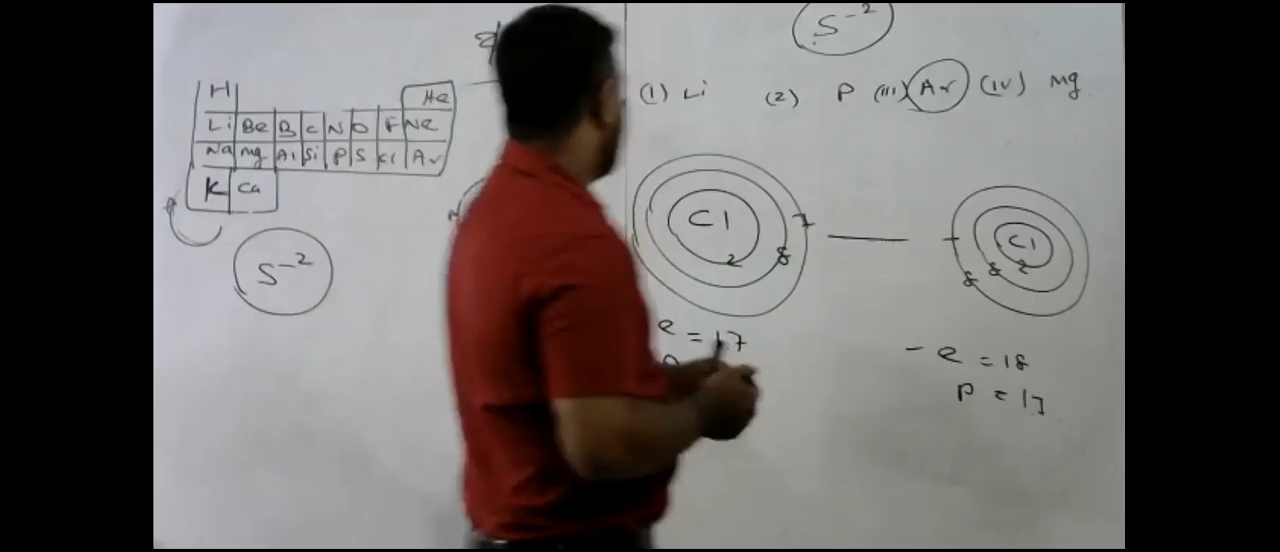 S⁻²
(1) Li (2) P (III) Ar (IV) Mg
H He
Li Be B C N O F Ne
Na Mg Al Si P S Cl Ar
K Ca
S⁻²
Cl
2 8 7
e = 17
Cl
2 8 8
- e = 18
P = 17